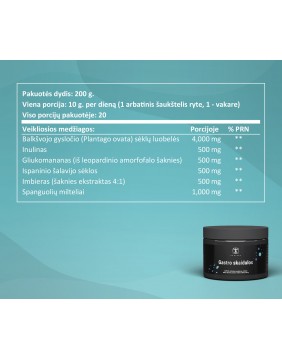 Pakuotės dydis: 200 g.
Viena porcija: 10 g. per dieną (1 arbatinis šaukštelis ryte, 1 - vakare)
Viso porcijų pakuotėje: 20
Veikliosios medžiagos: Porcijoje % PRN
Balkšvojo gysločio (Plantago ovata) sėklų luobelės 4,000 mg **
Inulinas 500 mg **
Gliukomananas (iš leopardinio amorfofalo šaknies) 500 mg **
Ispaninio šalavijo sėklos 500 mg **
Imbieras (šaknies ekstraktas 4:1) 500 mg **
Spanguolių milteliai 1,000 mg **
Gastro skaidulos